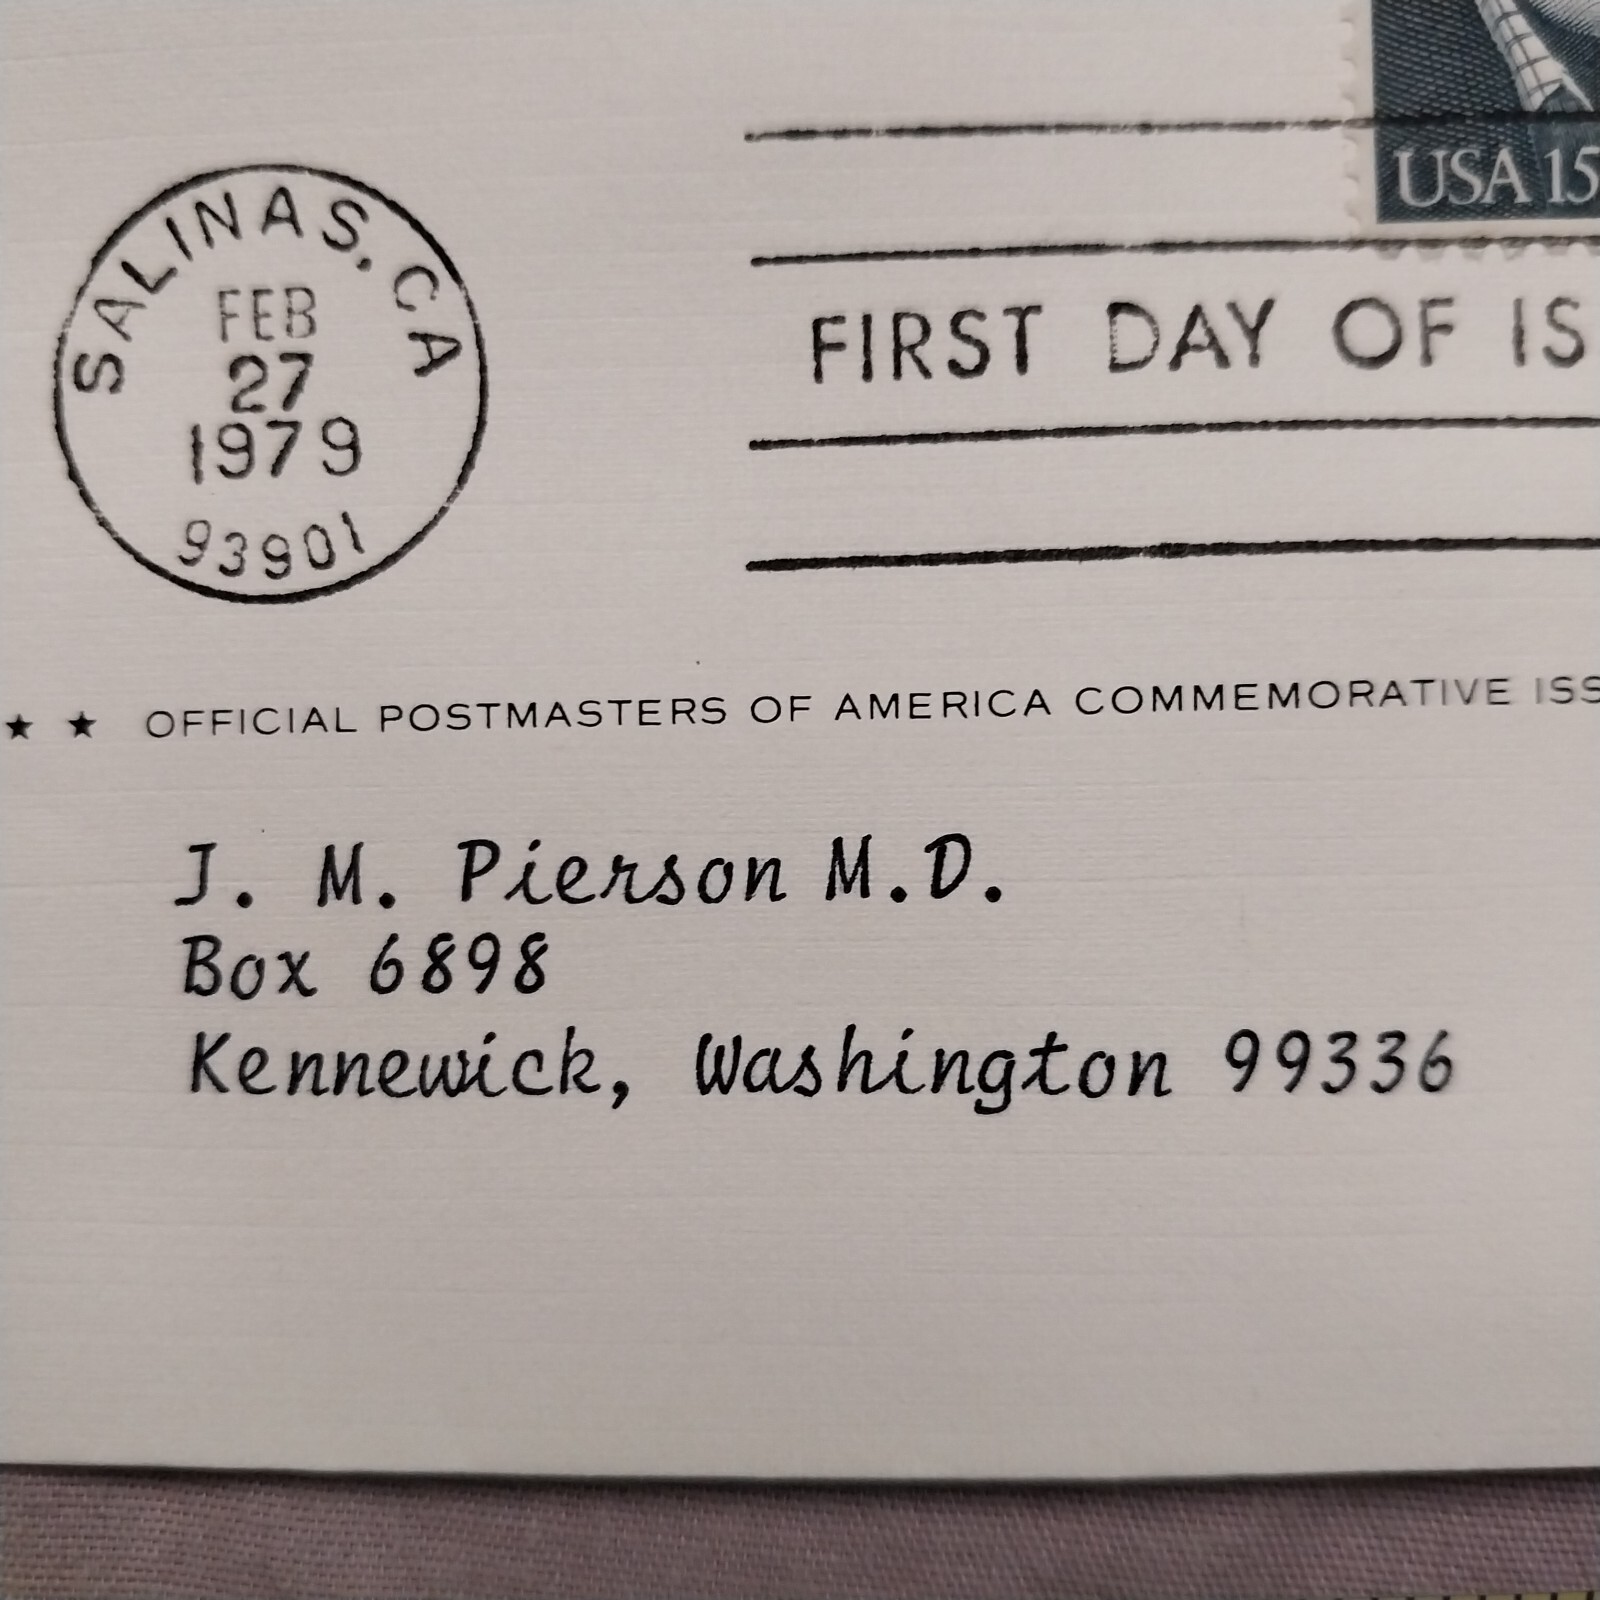 USA 15
SALINAS, CA
FEB
27
1979
93901
FIRST DAY OF IS
★ ★ OFFICIAL POSTMASTERS OF AMERICA COMMEMORATIVE ISS
J. M. Pierson M.D.
Box 6898
Kennewick, Washington 99336